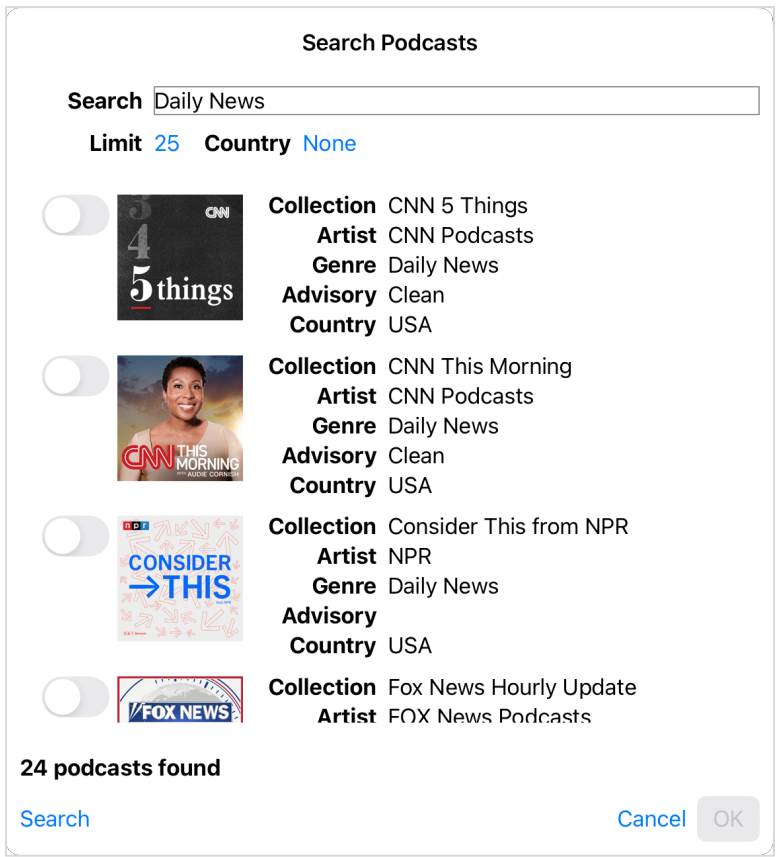 Search Podcasts
Search Daily News
Limit 25 Country None
3
4
5 things
CNN
Collection CNN 5 Things
Artist CNN Podcasts
Genre Daily News
Advisory Clean
Country USA
CNN THIS MORNING
WITH AUDIE CORNISH
Collection CNN This Morning
Artist CNN Podcasts
Genre Daily News
Advisory Clean
Country USA
npr
CONSIDER
→THIS
Collection Consider This from NPR
Artist NPR
Genre Daily News
Advisory
Country USA
FOX NEWS
Collection Fox News Hourly Update
Artist FOX News Podcasts
24 podcasts found
Search Cancel OK